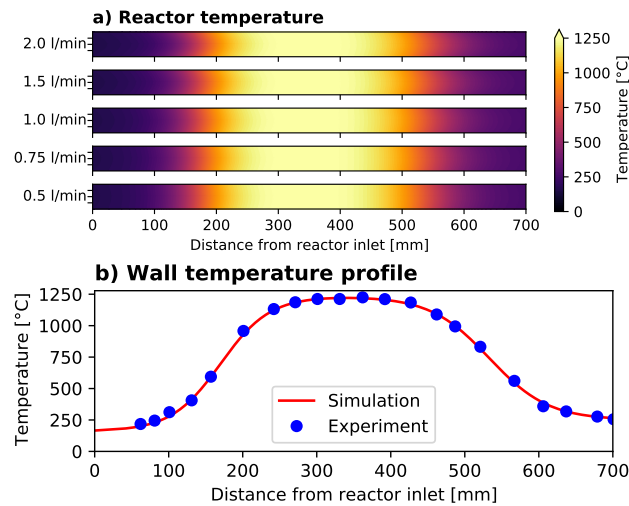 a) Reactor temperature
2.0 l/min
1.5 l/min
1.0 l/min
0.75 l/min
0.5 l/min
0 100 200 300 400 500 600 700
Distance from reactor inlet [mm]
1250
1000
750
500
250
0
Temperature [°C]
b) Wall temperature profile
Temperature [°C]
1250
1000
750
500
250
0
Simulation
Experiment
0 100 200 300 400 500 600 700
Distance from reactor inlet [mm]